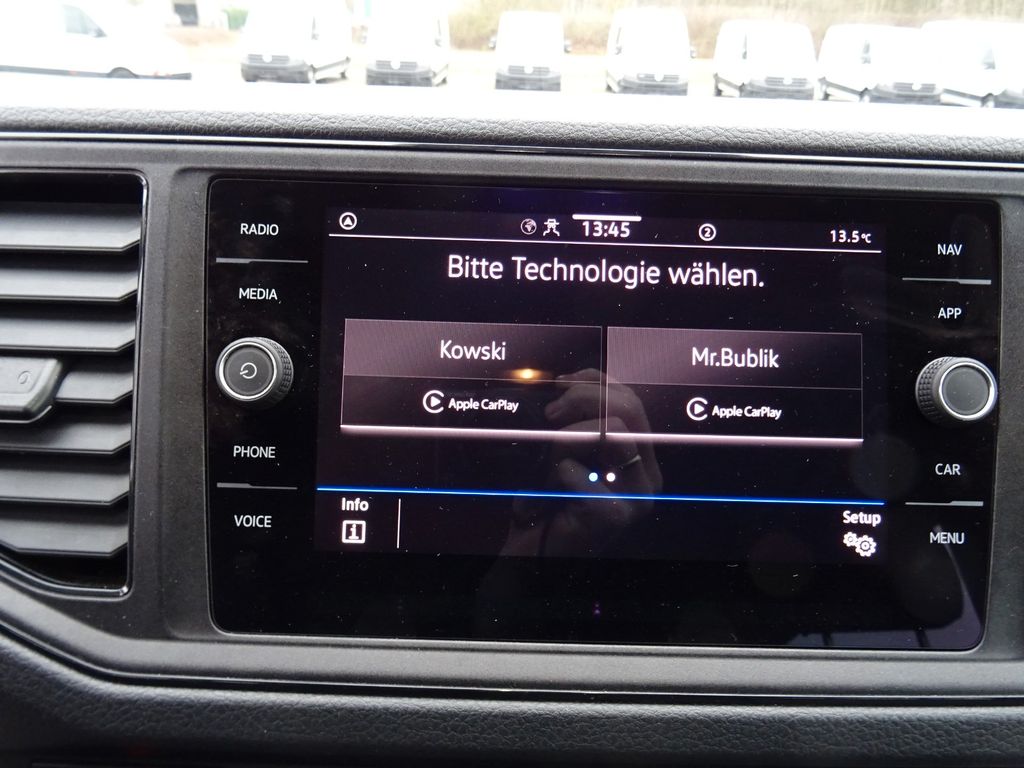 RADIO
MEDIA
PHONE
VOICE
13:45
2
13.5°C
Bitte Technologie wählen.
Kowski
Mr.Bublik
Apple CarPlay
Apple CarPlay
Info
Setup
NAV
APP
CAR
MENU